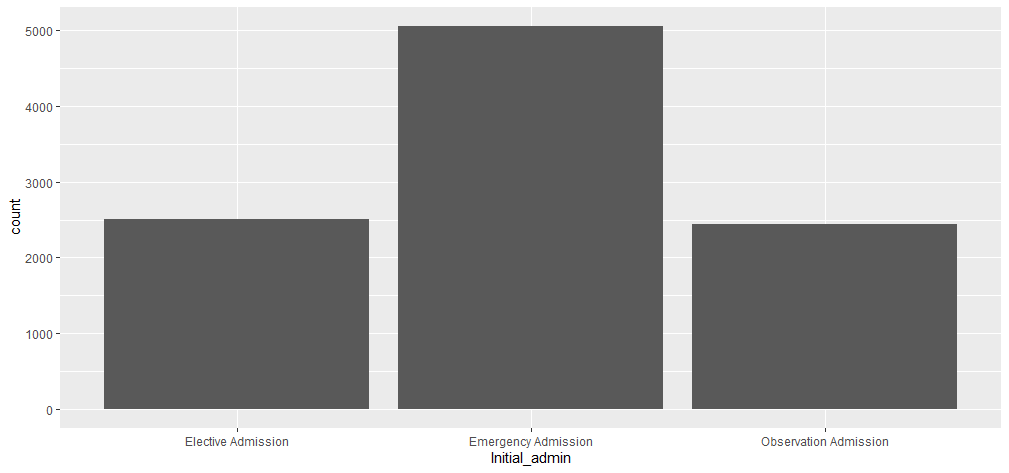 5000
4000
3000
2000
1000
0
count
Elective Admission
Emergency Admission
Observation Admission
Initial_admin